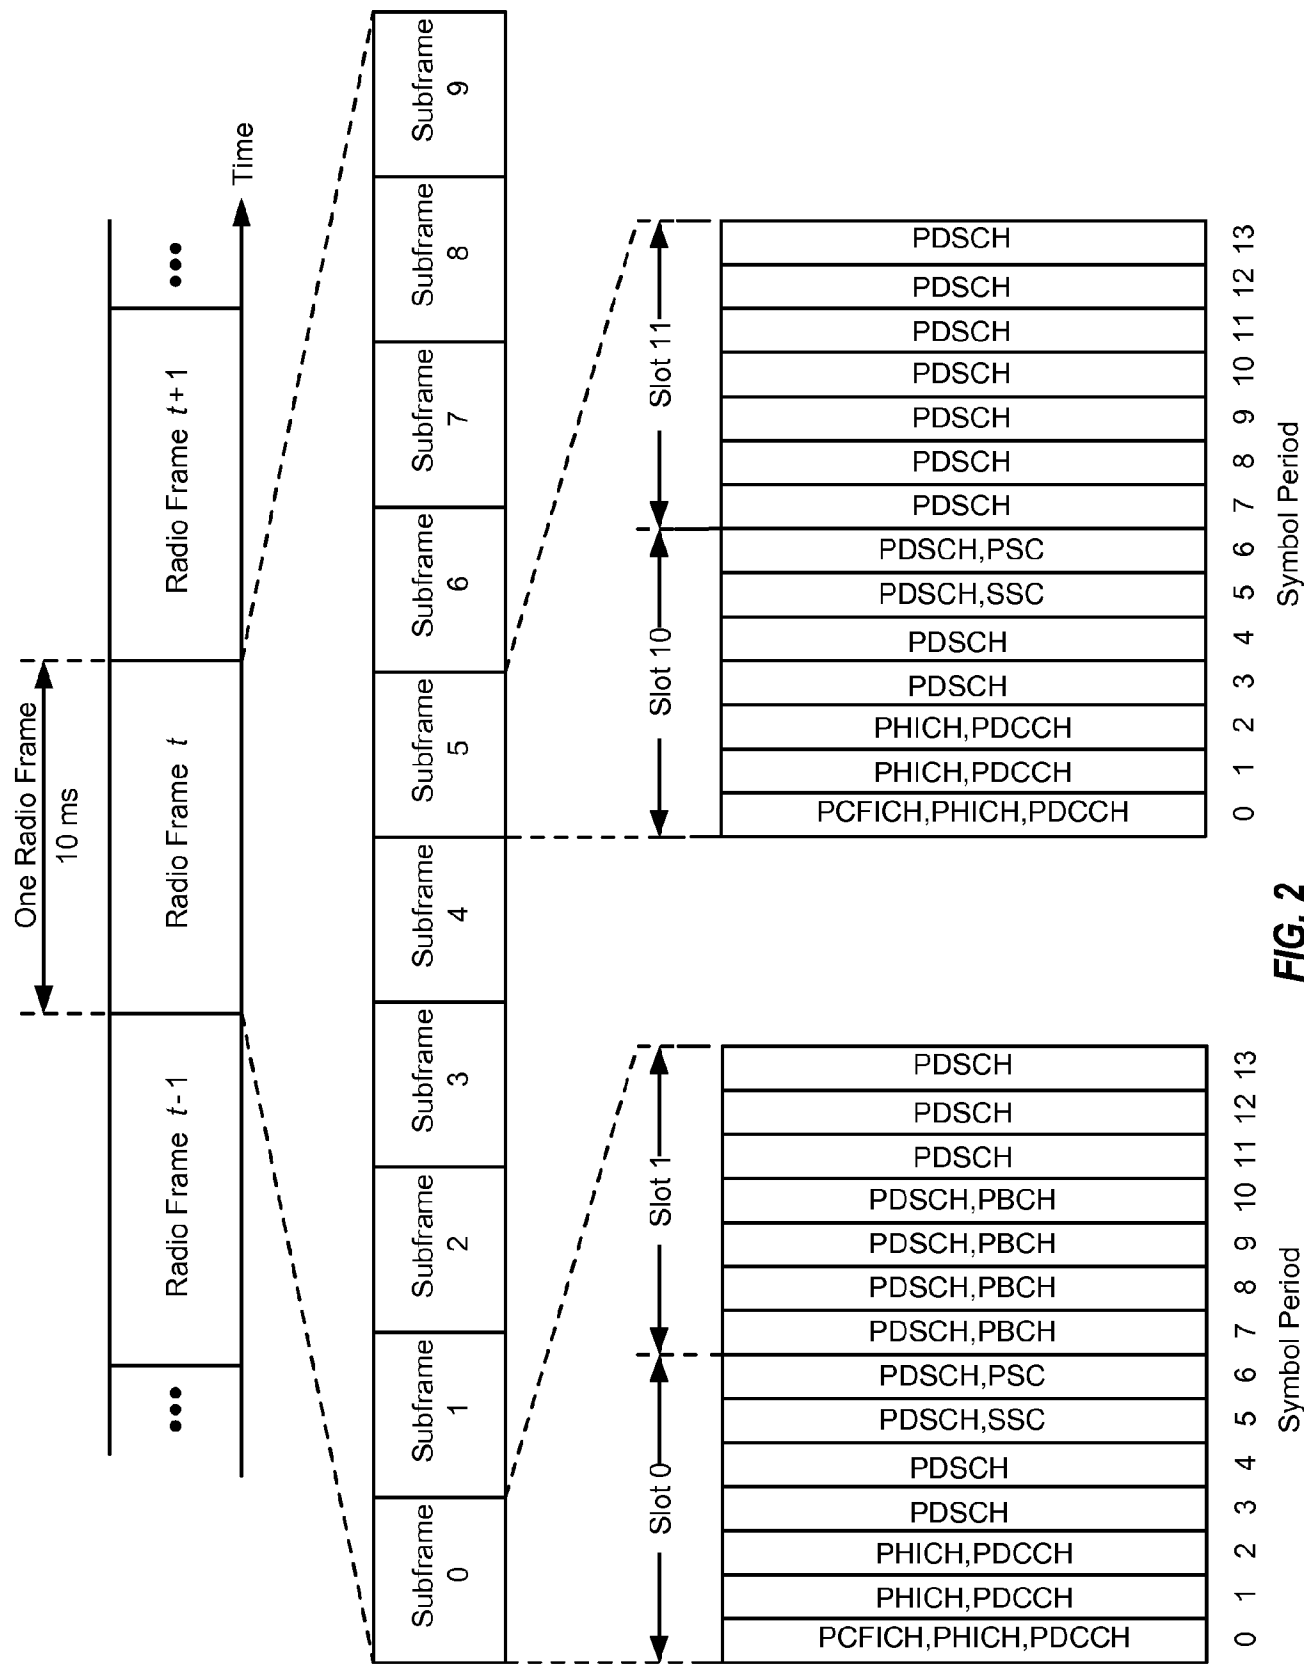 One Radio Frame
10 ms
Radio Frame t-1
Radio Frame t
Radio Frame t+1
Time
Subframe
0
Subframe
1
Subframe
2
Subframe
3
Subframe
4
Subframe
5
Subframe
6
Subframe
7
Subframe
8
Subframe
9
Slot 0
Slot 1
PCFICH,PHICH,PDCCH
PHICH,PDCCH
PHICH,PDCCH
PDSCH
PDSCH
PDSCH,SSC
PDSCH,PSC
PDSCH,PBCH
PDSCH,PBCH
PDSCH,PBCH
PDSCH,PBCH
PDSCH
PDSCH
PDSCH
0 1 2 3 4 5 6 7 8 9 10 11 12 13
Symbol Period
Slot 10
Slot 11
PCFICH,PHICH,PDCCH
PHICH,PDCCH
PHICH,PDCCH
PDSCH
PDSCH
PDSCH,SSC
PDSCH,PSC
PDSCH
PDSCH
PDSCH
PDSCH
PDSCH
PDSCH
PDSCH
0 1 2 3 4 5 6 7 8 9 10 11 12 13
Symbol Period
FIG. 2